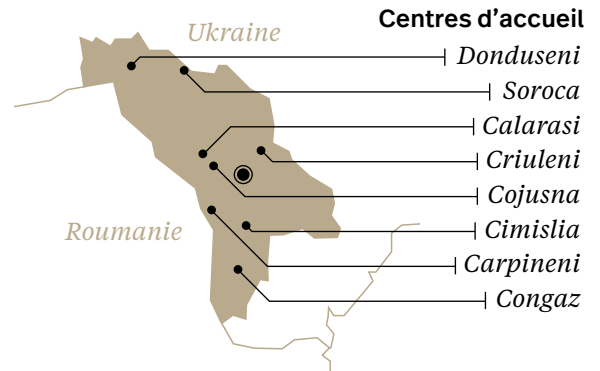 Centres d’accueil
Ukraine
Donduseni
Soroca
Calarasi
Criuleni
Cojusna
Roumanie
Cimislia
Carpineni
Congaz